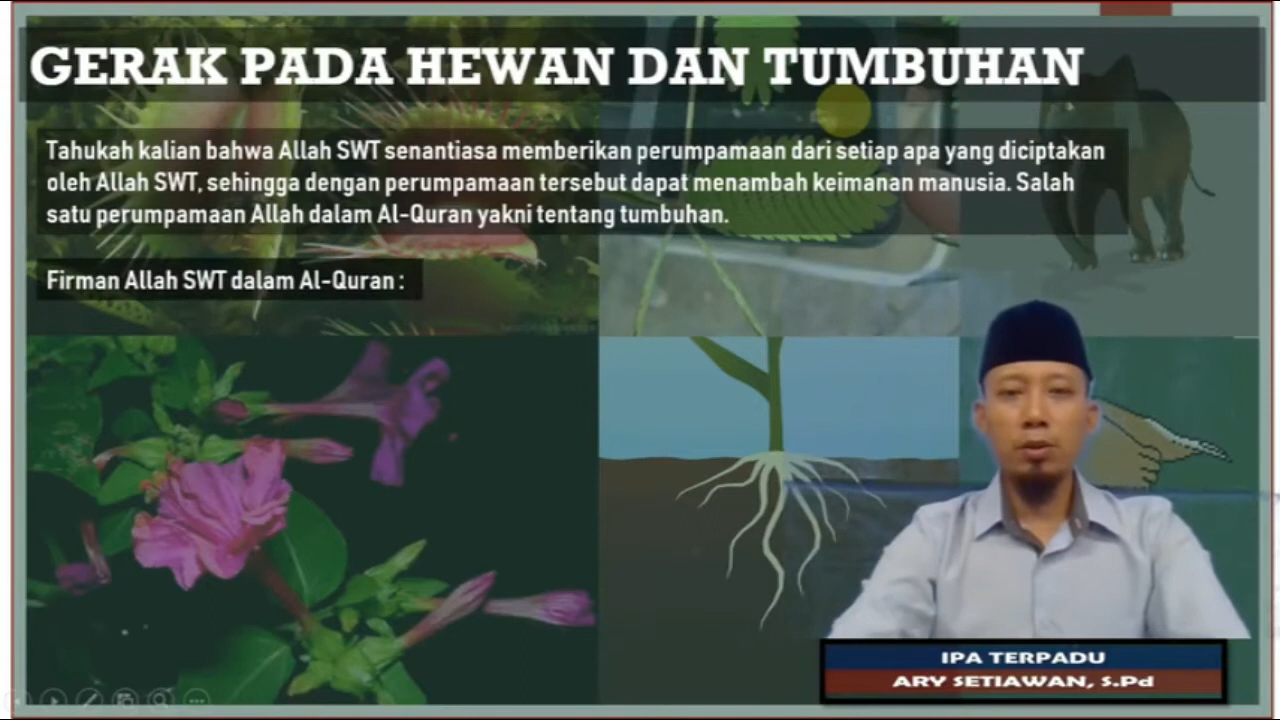 GERAK PADA HEWAN DAN TUMBUHAN
Tahukah kalian bahwa Allah SWT senantiasa memberikan perumpamaan dari setiap apa yang diciptakan
oleh Allah SWT, sehingga dengan perumpamaan tersebut dapat menambah keimanan manusia. Salah
satu perumpamaan Allah dalam Al-Quran yakni tentang tumbuhan.
Firman Allah SWT dalam Al-Quran :
IPA TERPADU
ARY SETIAWAN, S.Pd